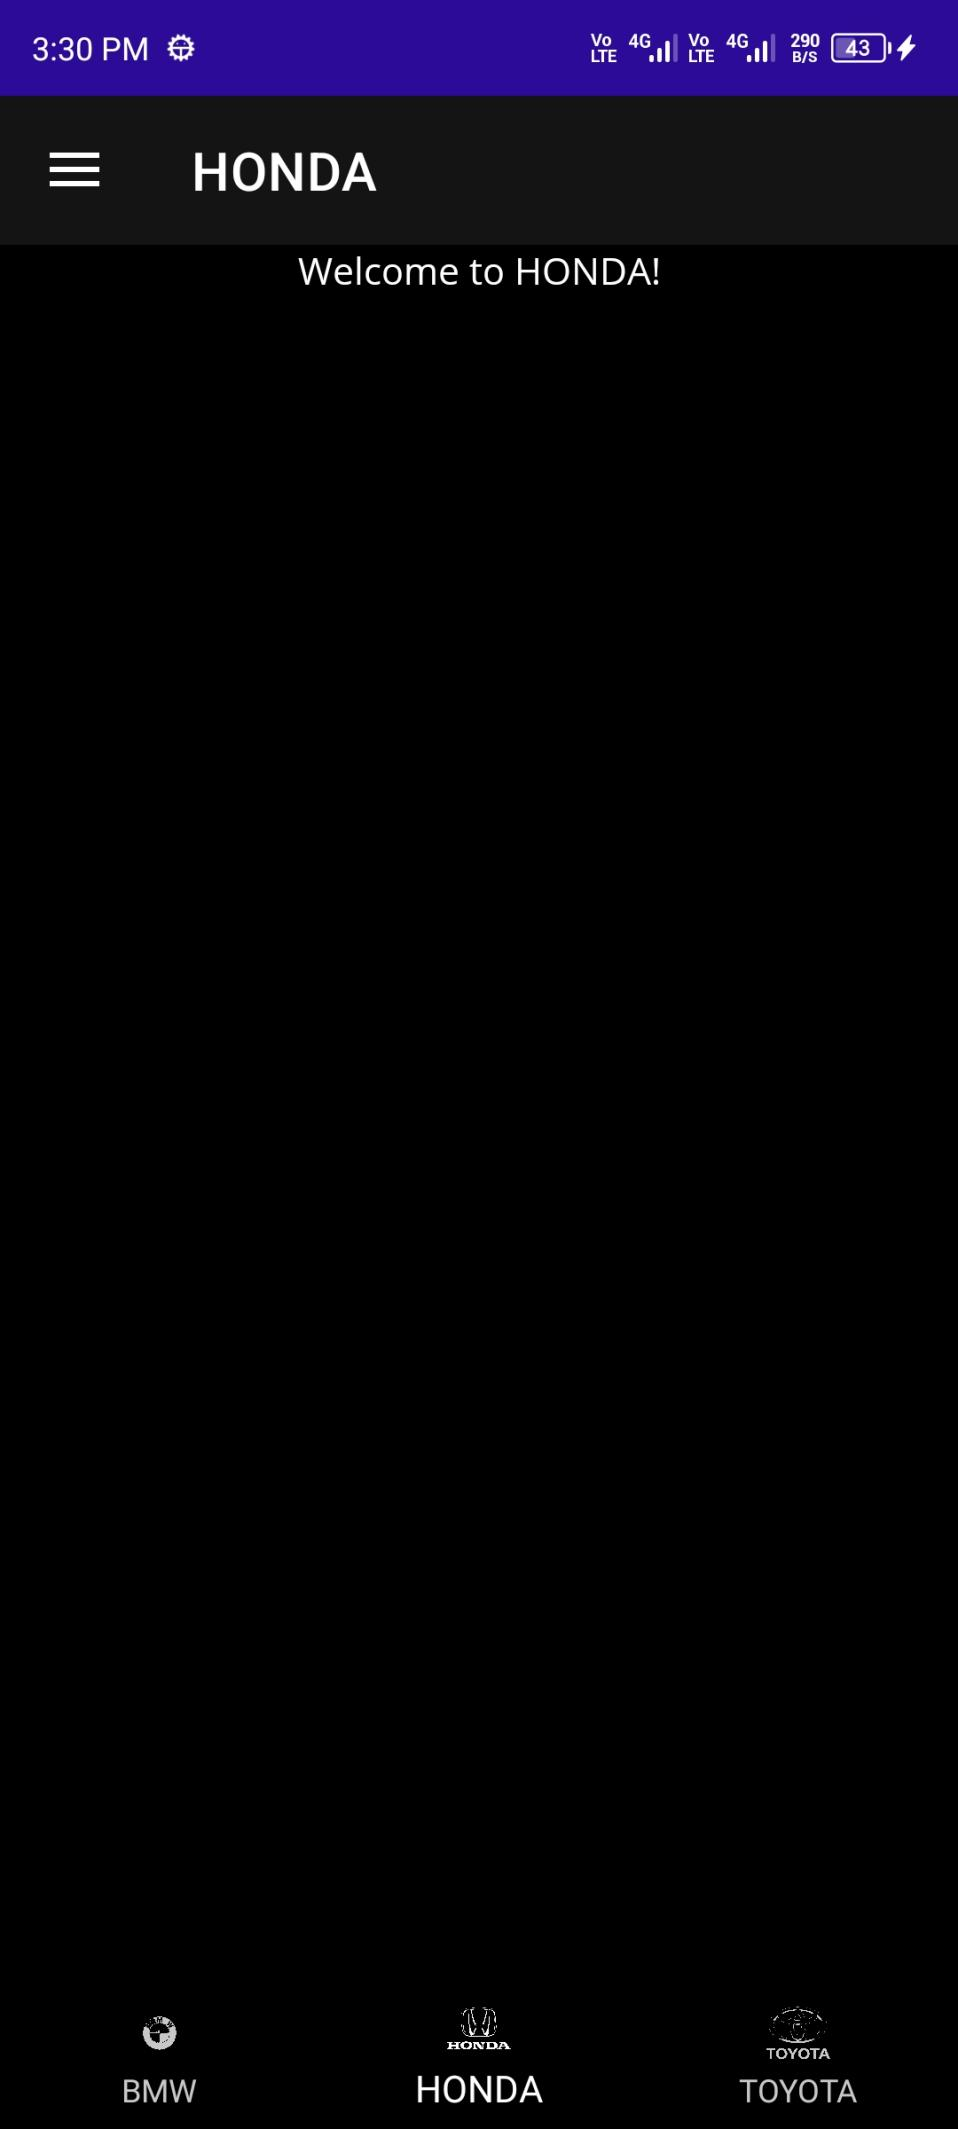 3:30 PM Vo LTE 4G Vo LTE 4G 290 B/S 43
HONDA
Welcome to HONDA!
HONDA
TOYOTA
BMW HONDA TOYOTA